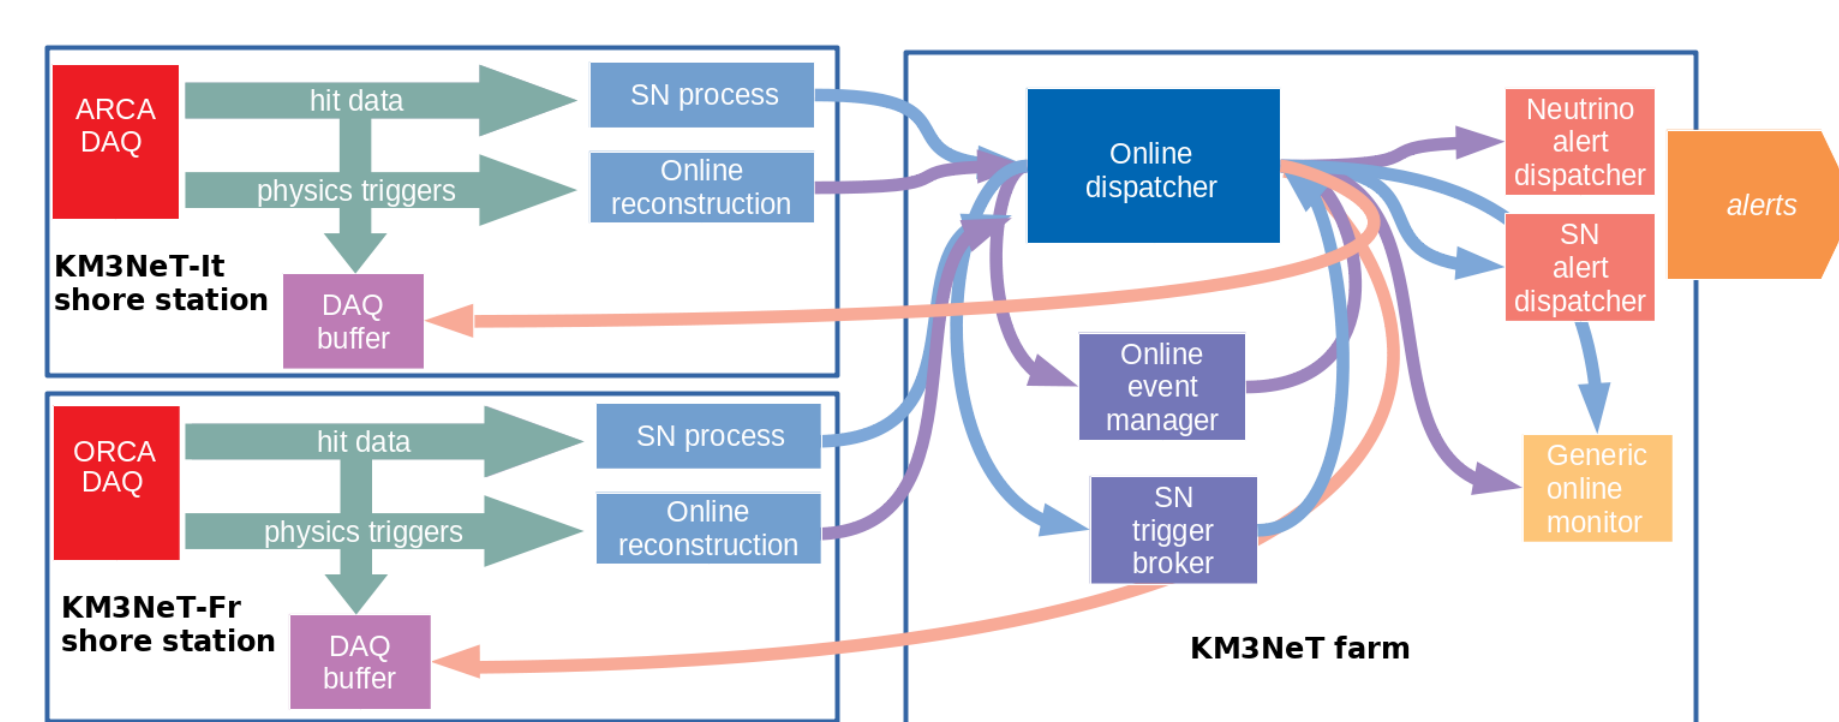 ARCA
DAQ
hit data
physics triggers
SN process
Online
reconstruction
KM3NeT-It
shore station
DAQ
buffer
ORCA
DAQ
hit data
physics triggers
SN process
Online
reconstruction
KM3NeT-Fr
shore station
DAQ
buffer
Online
dispatcher
Online
event
manager
SN
trigger
broker
Neutrino
alert
dispatcher
SN
alert
dispatcher
Generic
online
monitor
KM3NeT farm
alerts